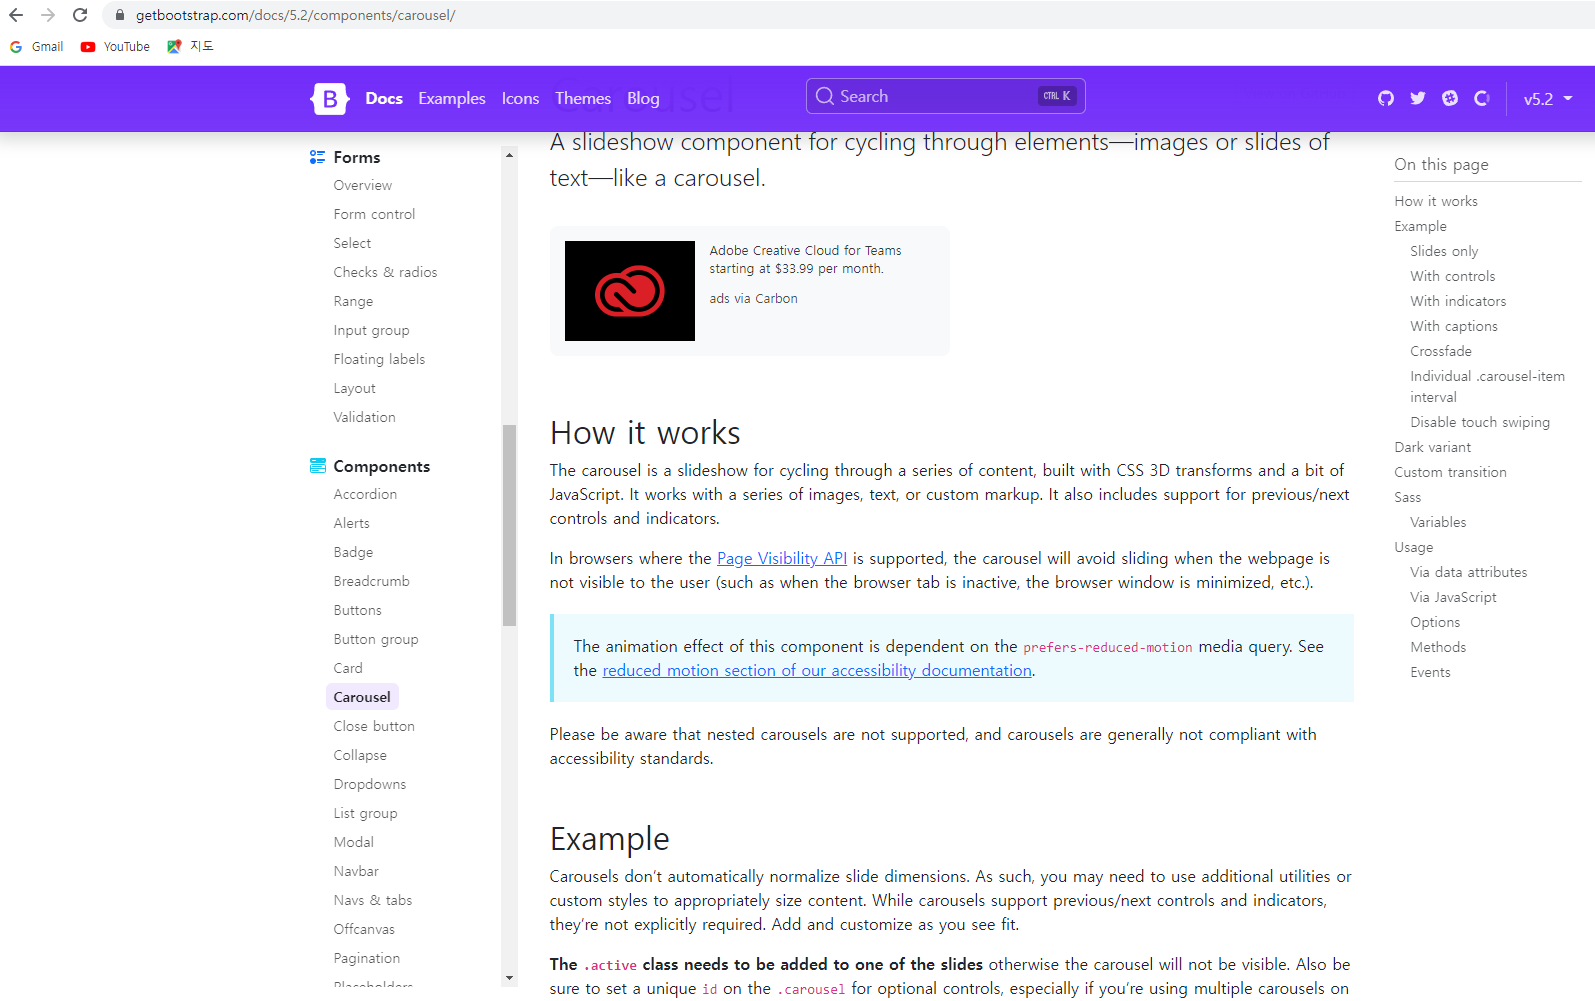 getbootstrap.com/docs/5.2/components/carousel/
Gmail YouTube 지도
B Docs Examples Icons Themes Blog Search CTRL K v5.2
Carousel
A slideshow component for cycling through elements—images or slides of
text—like a carousel.
Forms
Overview
Form control
Select
Checks & radios
Range
Input group
Floating labels
Layout
Validation
Components
Accordion
Alerts
Badge
Breadcrumb
Buttons
Button group
Card
Carousel
Close button
Collapse
Dropdowns
List group
Modal
Navbar
Navs & tabs
Offcanvas
Pagination
Placeholders
Adobe Creative Cloud for Teams
starting at $33.99 per month.
ads via Carbon
How it works
The carousel is a slideshow for cycling through a series of content, built with CSS 3D transforms and a bit of
JavaScript. It works with a series of images, text, or custom markup. It also includes support for previous/next
controls and indicators.
In browsers where the Page Visibility API is supported, the carousel will avoid sliding when the webpage is
not visible to the user (such as when the browser tab is inactive, the browser window is minimized, etc.).
The animation effect of this component is dependent on the prefers-reduced-motion media query. See
the reduced motion section of our accessibility documentation.
Please be aware that nested carousels are not supported, and carousels are generally not compliant with
accessibility standards.
Example
Carousels don't automatically normalize slide dimensions. As such, you may need to use additional utilities or
custom styles to appropriately size content. While carousels support previous/next controls and indicators,
they're not explicitly required. Add and customize as you see fit.
The .active class needs to be added to one of the slides otherwise the carousel will not be visible. Also be
sure to set a unique id on the .carousel for optional controls, especially if you're using multiple carousels on
On this page
How it works
Example
Slides only
With controls
With indicators
With captions
Crossfade
Individual .carousel-item
interval
Disable touch swiping
Dark variant
Custom transition
Sass
Variables
Usage
Via data attributes
Via JavaScript
Options
Methods
Events